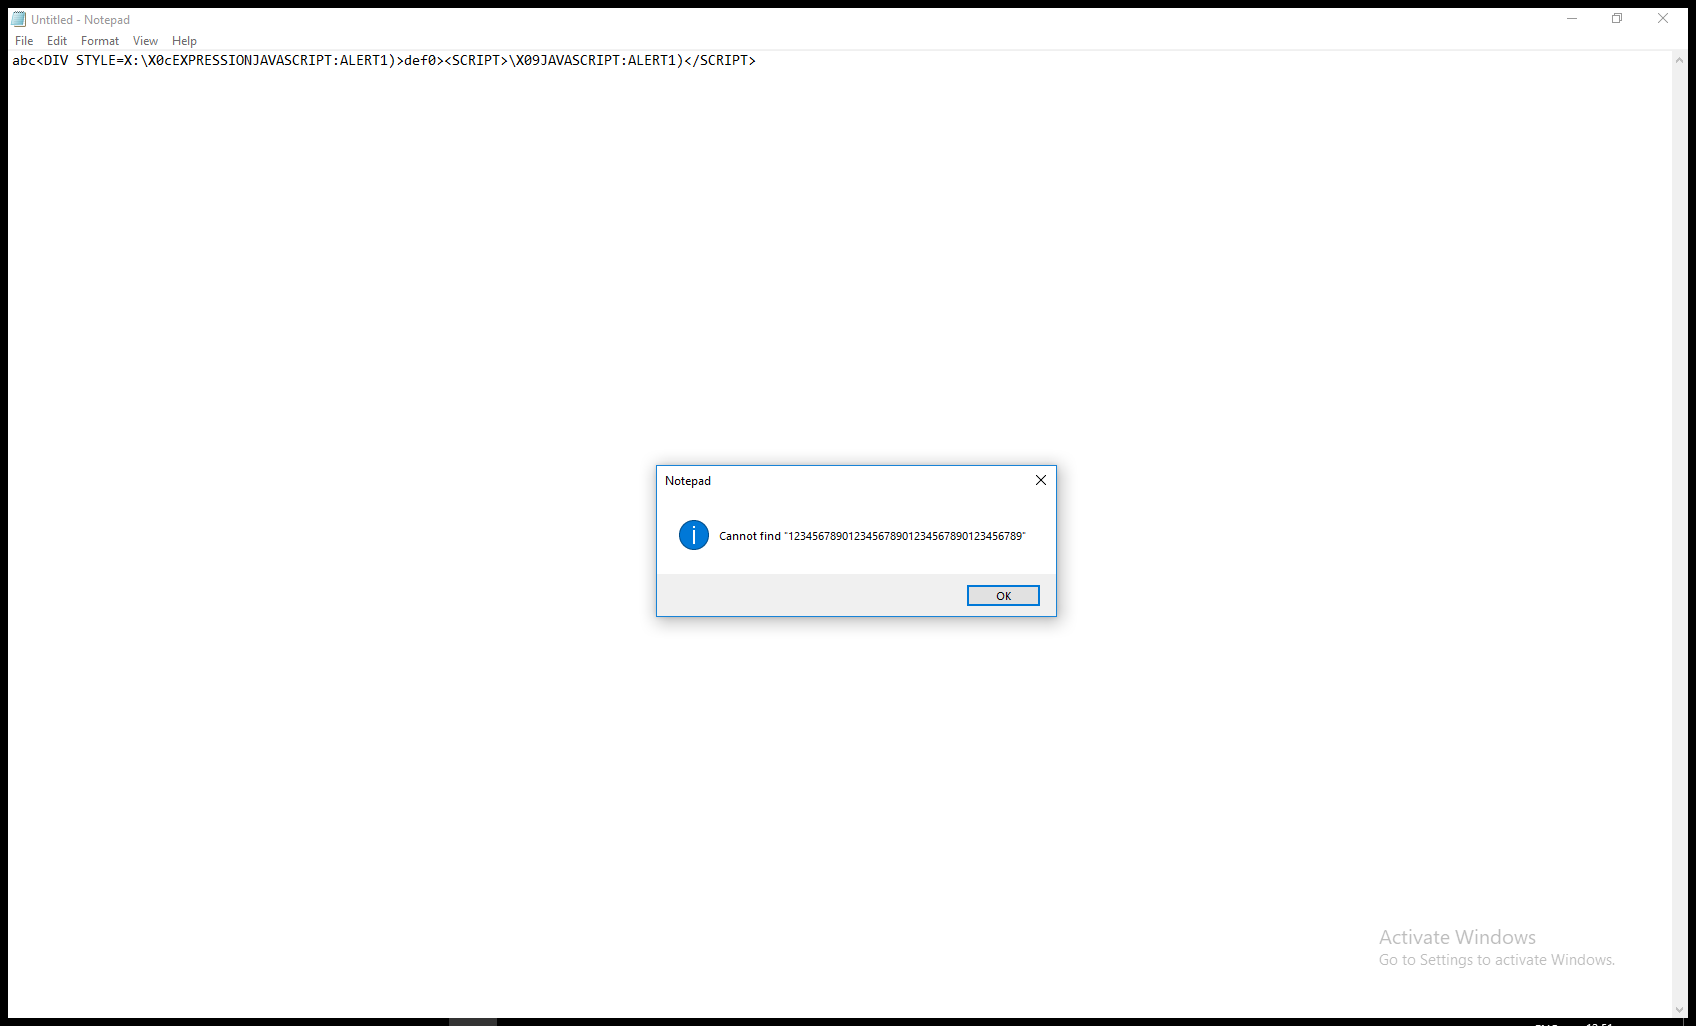 Untitled - Notepad
File Edit Format View Help
abc<DIV STYLE=X:\X0cEXPRESSIONJAVASCRIPT:ALERT1)>def0><SCRIPT>\X09JAVASCRIPT:ALERT1)</SCRIPT>
Notepad
Cannot find "123456789012345678901234567890123456789"
OK
Activate Windows
Go to Settings to activate Windows.